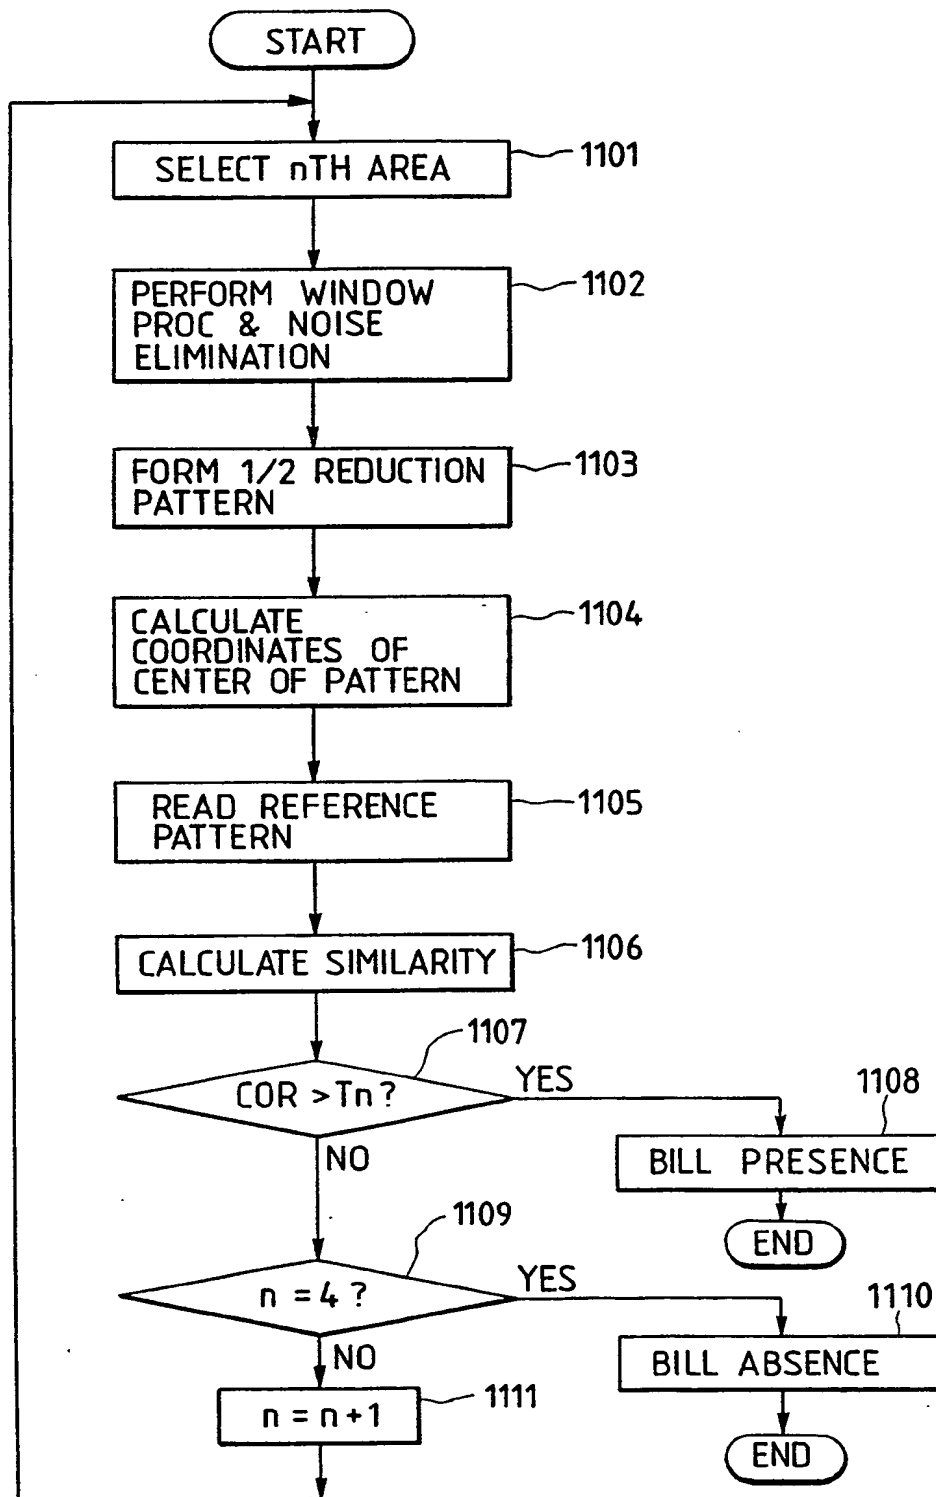 START
SELECT nTH AREA
1101
PERFORM WINDOW
PROC & NOISE
ELIMINATION
1102
FORM 1/2 REDUCTION
PATTERN
1103
CALCULATE
COORDINATES OF
CENTER OF PATTERN
1104
READ REFERENCE
PATTERN
1105
CALCULATE SIMILARITY
1106
1107
COR > Tn ?
YES
1108
BILL PRESENCE
END
NO
1109
n = 4 ?
YES
1110
BILL ABSENCE
END
NO
1111
n = n + 1